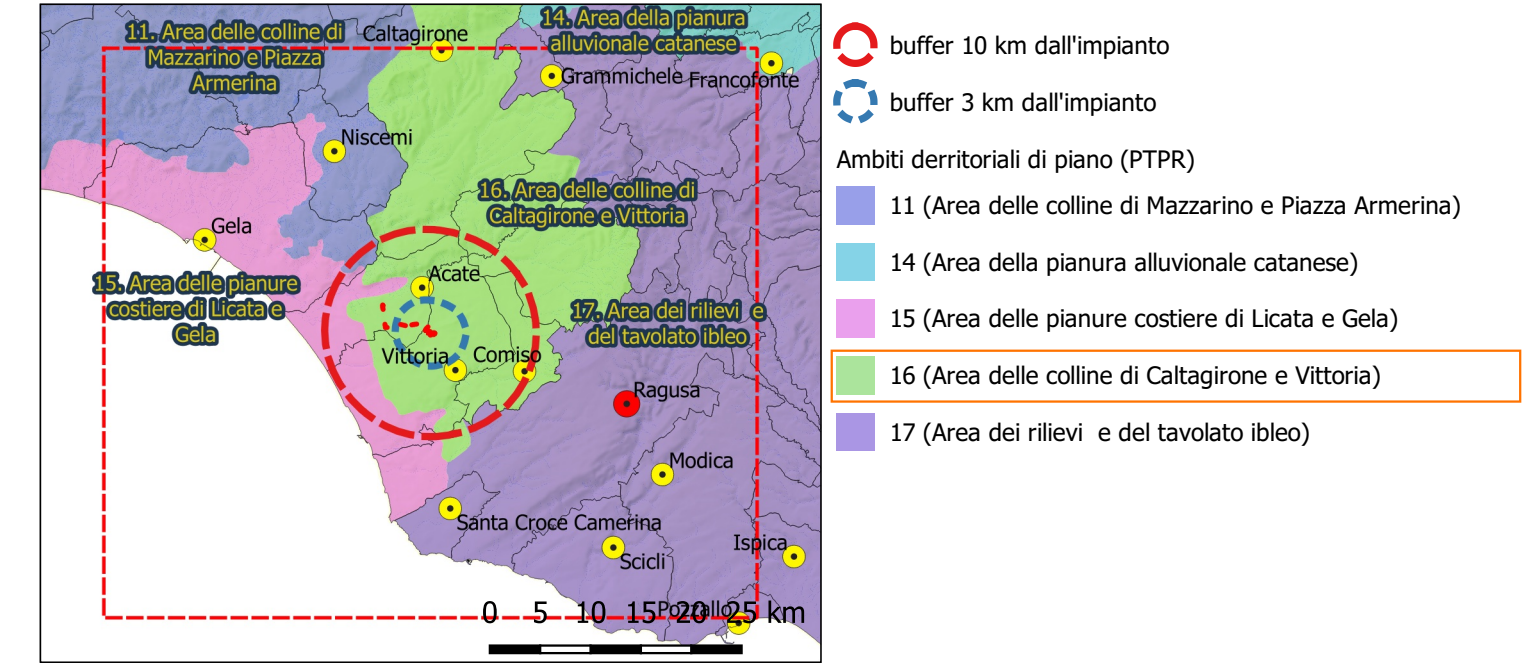 11. Area delle colline di
Mazzarino e Piazza
Armerina
Caltagirone
14. Area della pianura
alluvionale catanese
Grammichele
Francofonte
Niscemi
16. Area delle colline di
Caltagirone e Vittoria
Gela
Acate
15. Area delle pianure
costiere di Licata e
Gela
17. Area dei rilievi  e
del tavolato ibleo
Vittoria
Comiso
Ragusa
Modica
Santa Croce Camerina
Scicli
Ispica
Pozzallo
0 5 10 15 20 25 km
buffer 10 km dall'impianto
buffer 3 km dall'impianto
Ambiti derritoriali di piano (PTPR)
11 (Area delle colline di Mazzarino e Piazza Armerina)
14 (Area della pianura alluvionale catanese)
15 (Area delle pianure costiere di Licata e Gela)
16 (Area delle colline di Caltagirone e Vittoria)
17 (Area dei rilievi  e del tavolato ibleo)